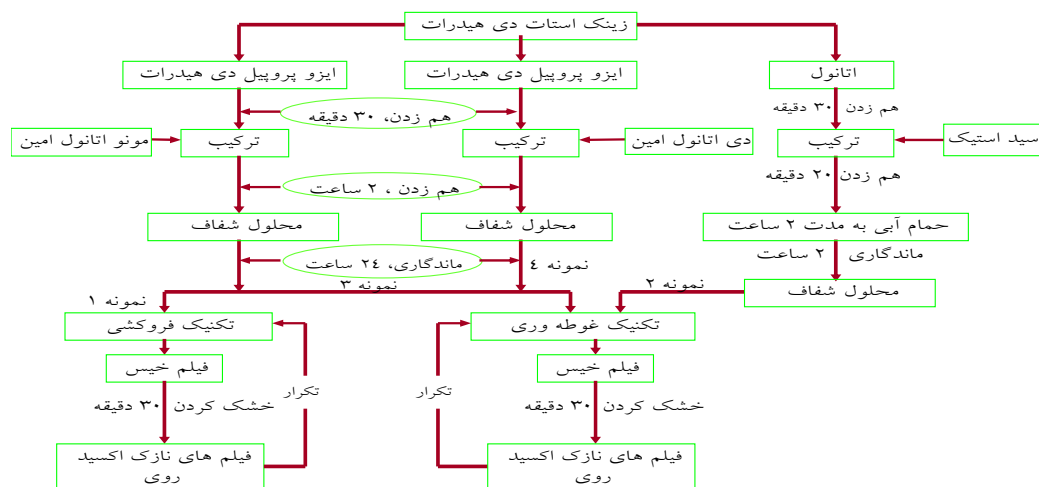 زینک استات دی هیدرات
اتانول
ایزو پروپیل دی هیدرات
ایزو پروپیل دی هیدرات
هم زدن ۳۰ دقیقه
هم زدن، ۳۰ دقیقه
سید استیک
ترکیب
دی اتانول امین
ترکیب
ترکیب
مونو اتانول امین
هم زدن ۲۰ دقیقه
هم زدن ، ۲ ساعت
حمام آبی به مدت ۲ ساعت
محلول شفاف
محلول شفاف
ماندگاری ۲ ساعت
نمونه ٤
ماندگاری، ۲٤ ساعت
محلول شفاف
نمونه ۲
نمونه ۳
نمونه ۱
تکنیک غوطه وری
تکنیک فروکشی
فیلم خیس
فیلم خیس
تکرار
تکرار
خشک کردن ۳۰ دقیقه
خشک کردن ۳۰ دقیقه
فیلم های نازک اکسید
روی
فیلم های نازک اکسید
روی